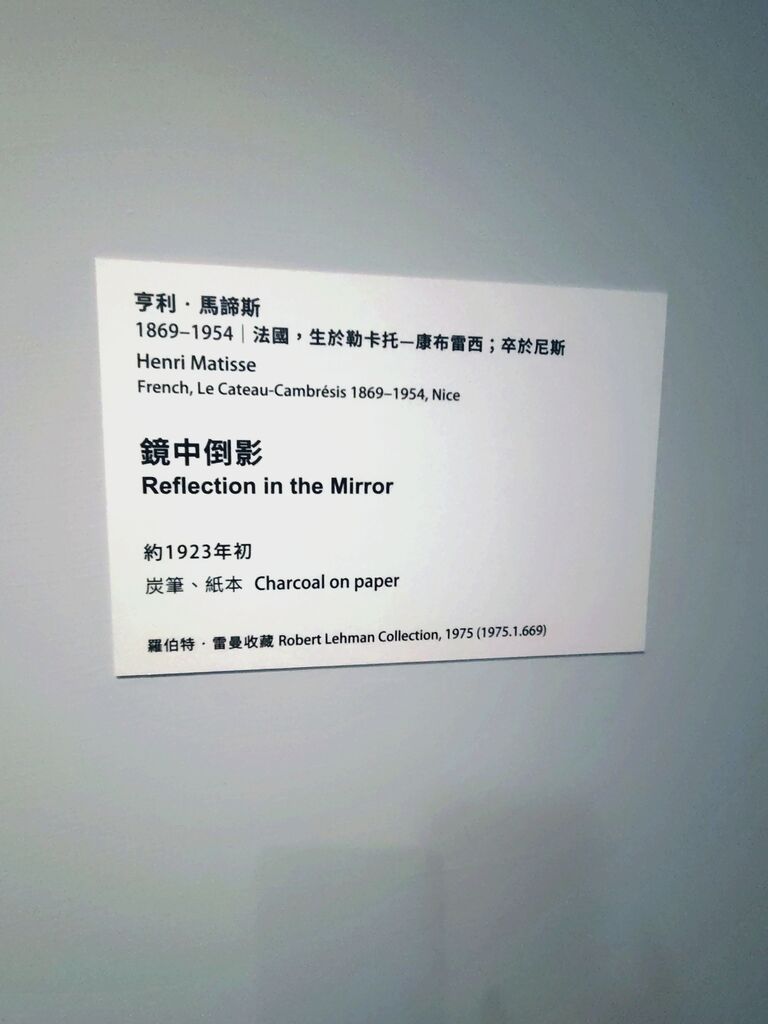 亨利．馬諦斯
1869–1954｜法國，生於勒卡托—康布雷西；卒於尼斯
Henri Matisse
French, Le Cateau-Cambrésis 1869–1954, Nice
鏡中倒影
Reflection in the Mirror
約1923年初
炭筆、紙本 Charcoal on paper
羅伯特．雷曼收藏 Robert Lehman Collection, 1975 (1975.1.669)